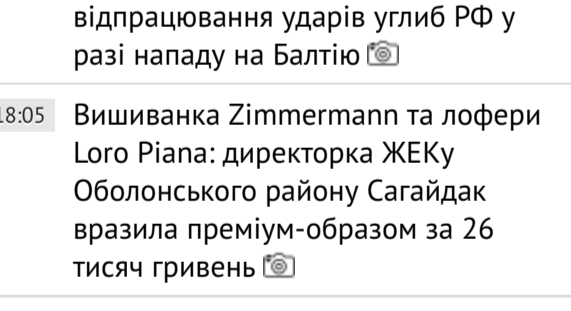 відпрацювання ударів углиб РФ у
разі нападу на Балтію
18:05
Вишиванка Zimmermann та лофери
Loro Piana: директорка ЖЕКу
Оболонського району Сагайдак
вразила преміум-образом за 26
тисяч гривень